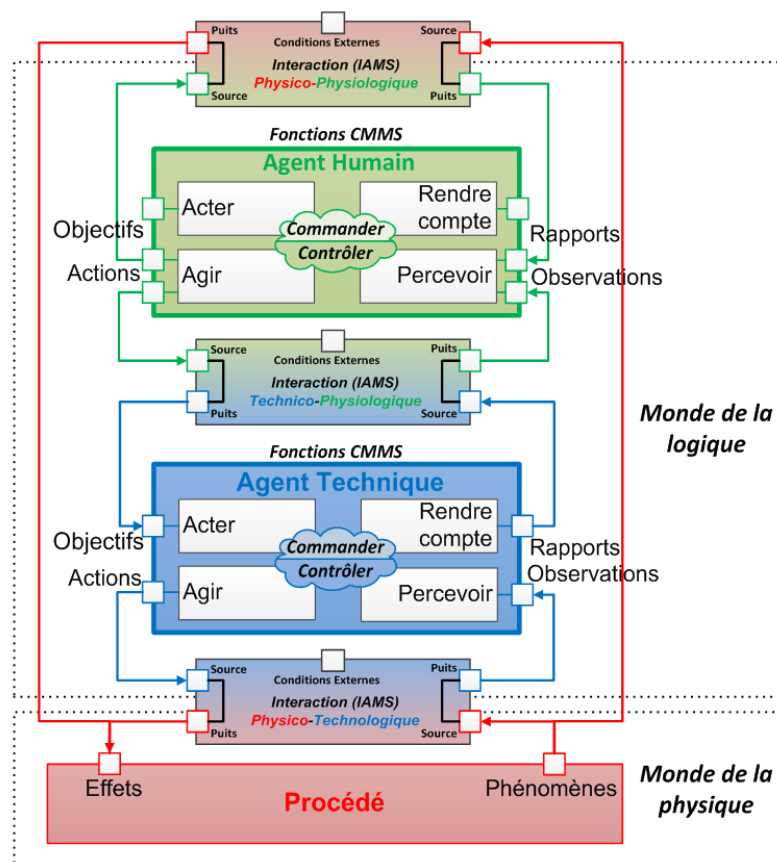 Puits
Source
Conditions Externes
Interaction (IAMS)
Physico-Physiologique
Source
Puits
Fonctions CMMS
Agent Humain
Acter
Rendre
compte
Objectifs
Commander
Rapports
Contrôler
Actions
Agir
Percevoir
Observations
Source
Puits
Conditions Externes
Interaction (IAMS)
Technico-Physiologique
Puits
Source
Monde de la
logique
Fonctions CMMS
Agent Technique
Acter
Rendre
compte
Objectifs
Commander
Rapports
Contrôler
Actions
Observations
Agir
Percevoir
Source
Puits
Conditions Externes
Interaction (IAMS)
Physico-Technologique
Puits
Source
Effets
Procédé
Phénomènes
Monde de la
physique